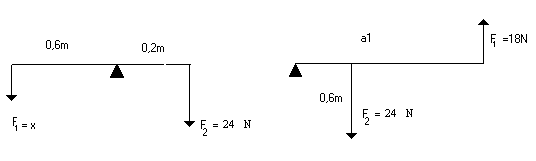 0,6m
0,2m
F1 = x
F2 = 24 N
a1
F1 =18N
0,6m
F2 = 24 N